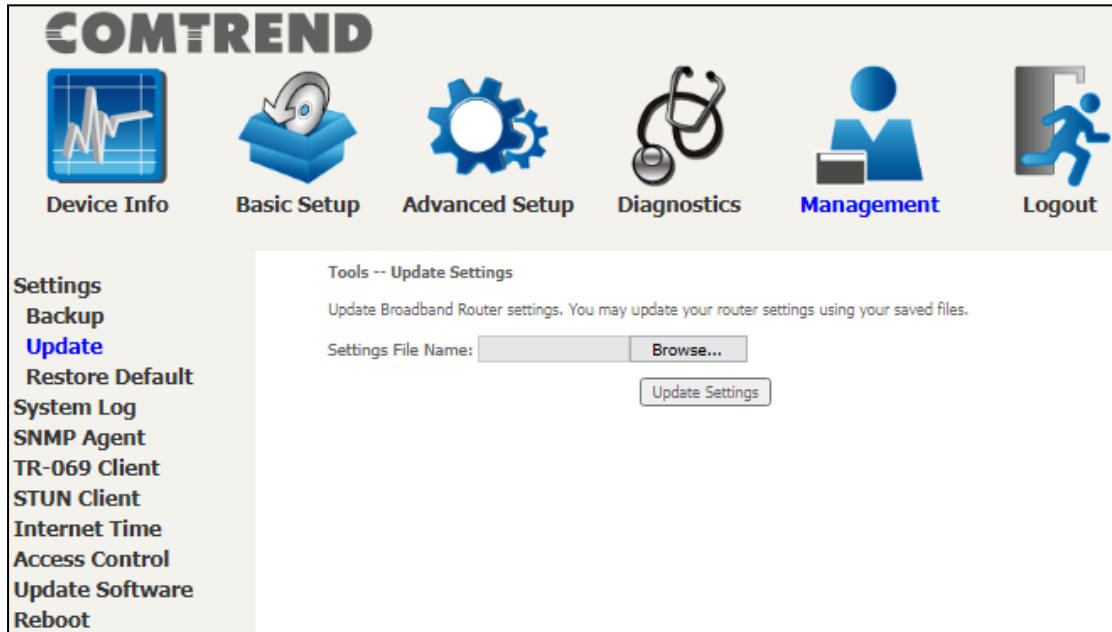 COMTREND
Device Info
Basic Setup
Advanced Setup
Diagnostics
Management
Logout
Settings
Backup
Update
Restore Default
System Log
SNMP Agent
TR-069 Client
STUN Client
Internet Time
Access Control
Update Software
Reboot
Tools -- Update Settings
Update Broadband Router settings. You may update your router settings using your saved files.
Settings File Name: Browse...
Update Settings